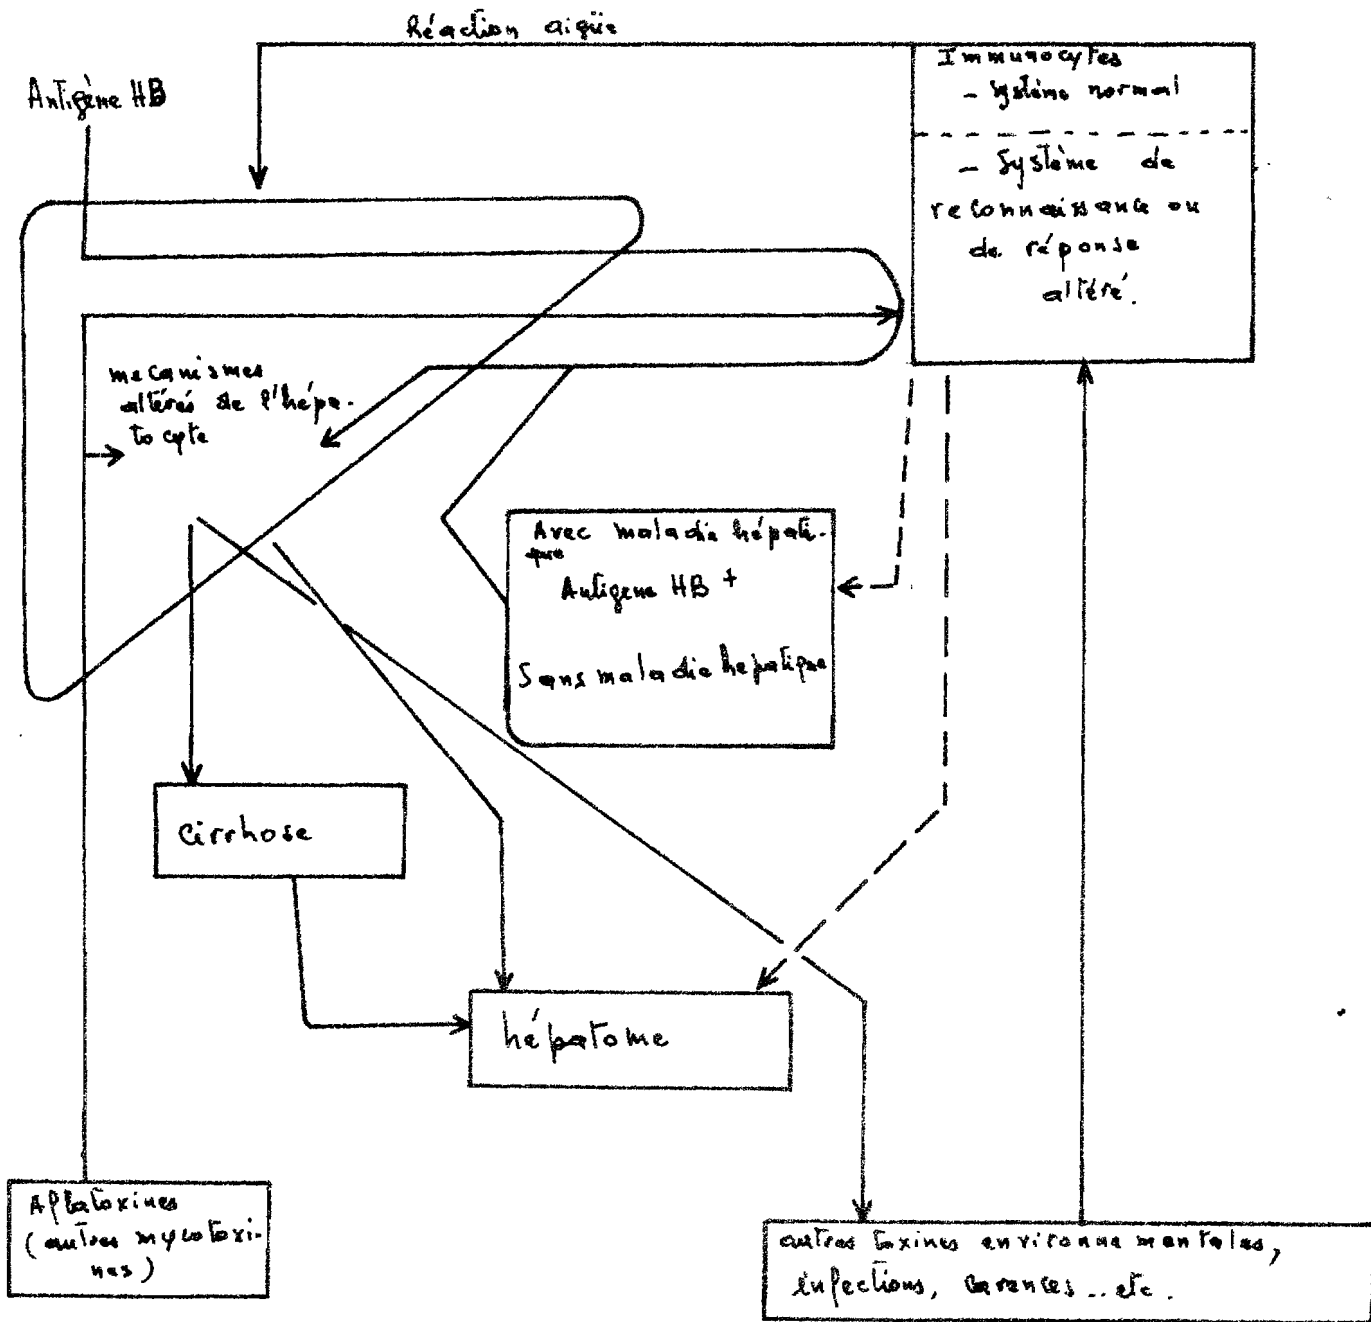 Réaction aigüe
Antigène HB
Immunocytes
- système normal
- Système de
reconnaissance ou
de réponse
altéré.
mecanismes
altérés de l'hépa-
tocyte
Avec maladie hépati-
que
Antigene HB +
Sans maladie hepatique
Cirrhose
hépatome
Aflatoxines
(autres mycotoxi-
nes)
autres toxines environnementales,
infections, carences...etc.